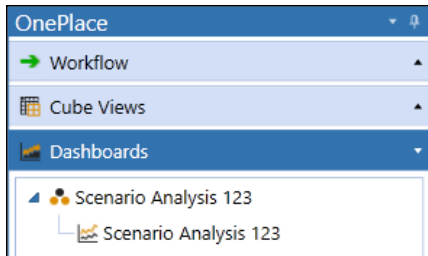 OnePlace
Workflow
Cube Views
Dashboards
Scenario Analysis 123
Scenario Analysis 123